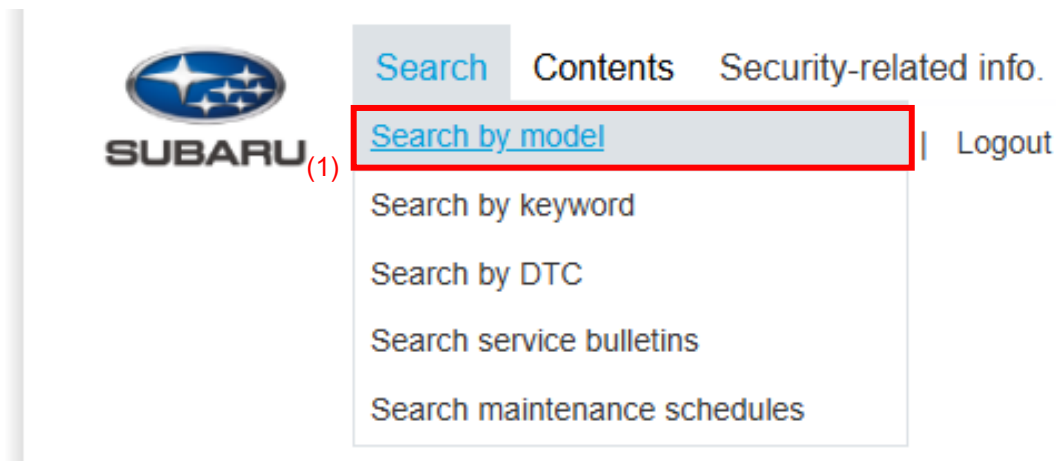 Search Contents Security-related info.
SUBARU
(1)
Search by model
| Logout
Search by keyword
Search by DTC
Search service bulletins
Search maintenance schedules